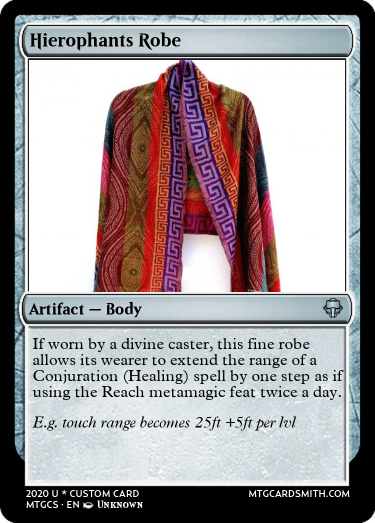 Hierophants Robe
Artifact — Body
If worn by a divine caster, this fine robe
allows its wearer to extend the range of a
Conjuration (Healing) spell by one step as if
using the Reach metamagic feat twice a day.
E.g. touch range becomes 25ft +5ft per lvl
2020 U * CUSTOM CARD
MTGCARDSMITH.COM
MTGCS · EN Unknown